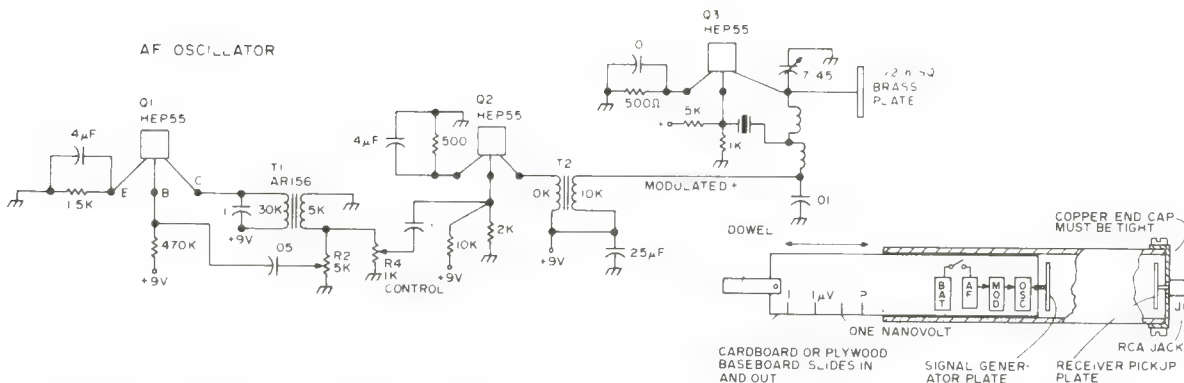 AF OSCILLATOR
Q1
HEP55
4µF
E
B
C
1.5K
470K
+9V
T1
AR156
1
30K
5K
+9V
05
R2
5K
R4
1K
CONTROL
Q2
HEP55
4µF
500
10K
+9V
2K
T2
10K
+9V
25µF
MODULATED +
Q3
HEP55
500Ω
5K
+
1K
7-45
01
BRASS
PLATE
DOWEL
1µV
ONE NANOVOLT
BAT
AF
MOD
OSC
CARDBOARD OR PLYWOOD
BASEBOARD SLIDES IN
AND OUT
SIGNAL GENER-
ATOR PLATE
RECEIVER PICKUP
PLATE
COPPER END CAP
MUST BE TIGHT
RCA JACK